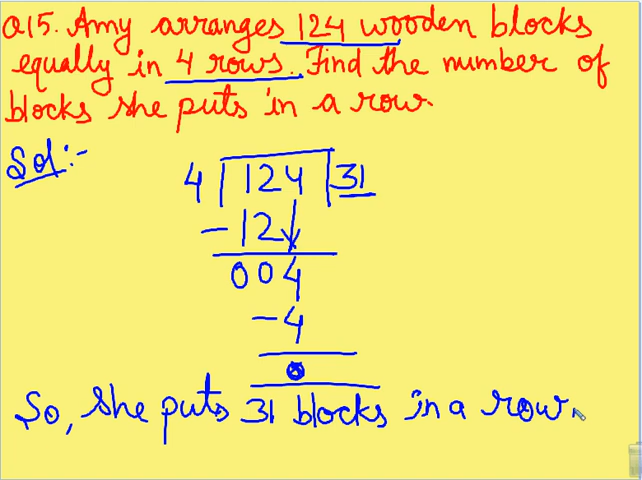 Q15. Amy arranges 124 wooden blocks
equally in 4 rows. Find the number of
blocks she puts in a row.
Sol:-
4 124 31
-12
004
-4
0
So, she puts 31 blocks in a row.